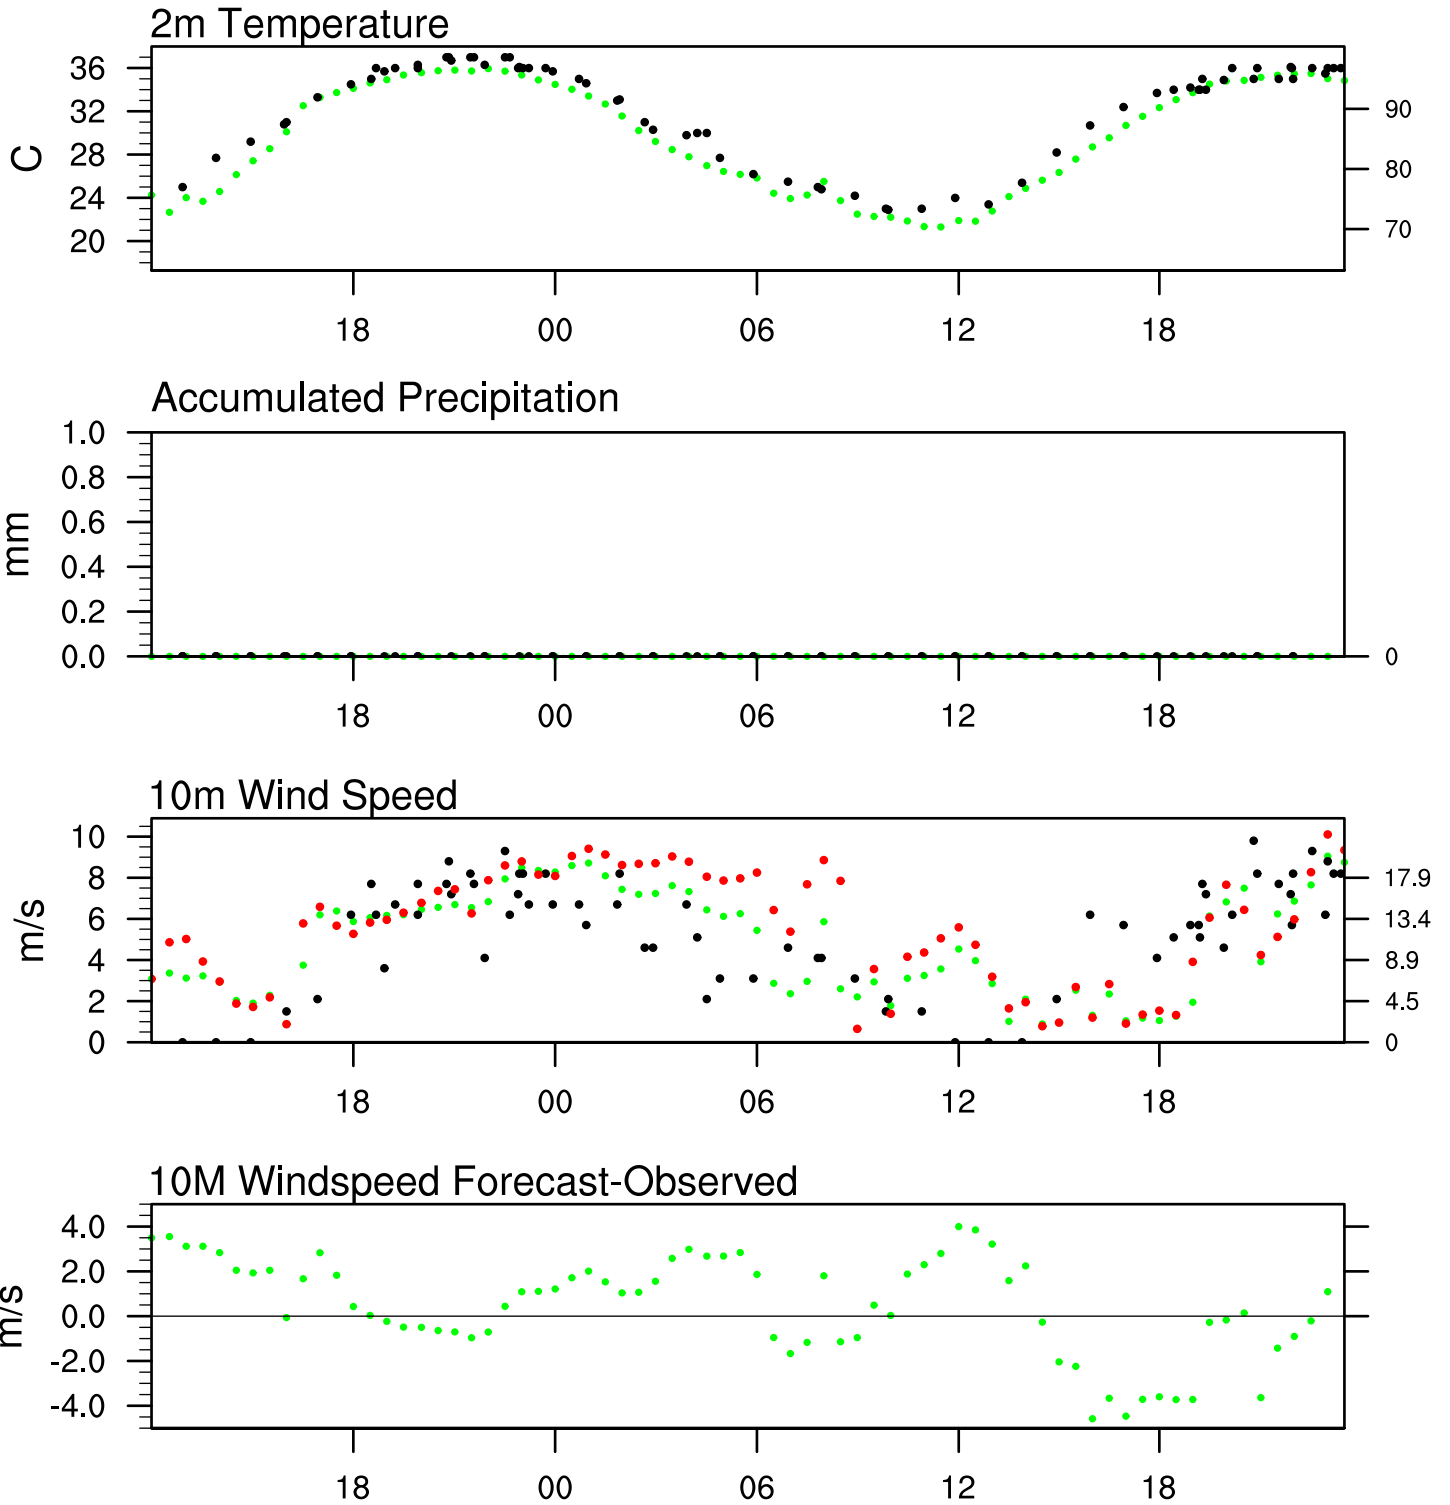 2m Temperature
36
32
28
24
20
C
90
80
70
18 00 06 12 18
Accumulated Precipitation
1.0
0.8
0.6
0.4
0.2
0.0
mm
0
18 00 06 12 18
10m Wind Speed
10
8
6
4
2
0
m/s
17.9
13.4
8.9
4.5
0
18 00 06 12 18
10M Windspeed Forecast-Observed
4.0
2.0
0.0
-2.0
-4.0
m/s
18 00 06 12 18